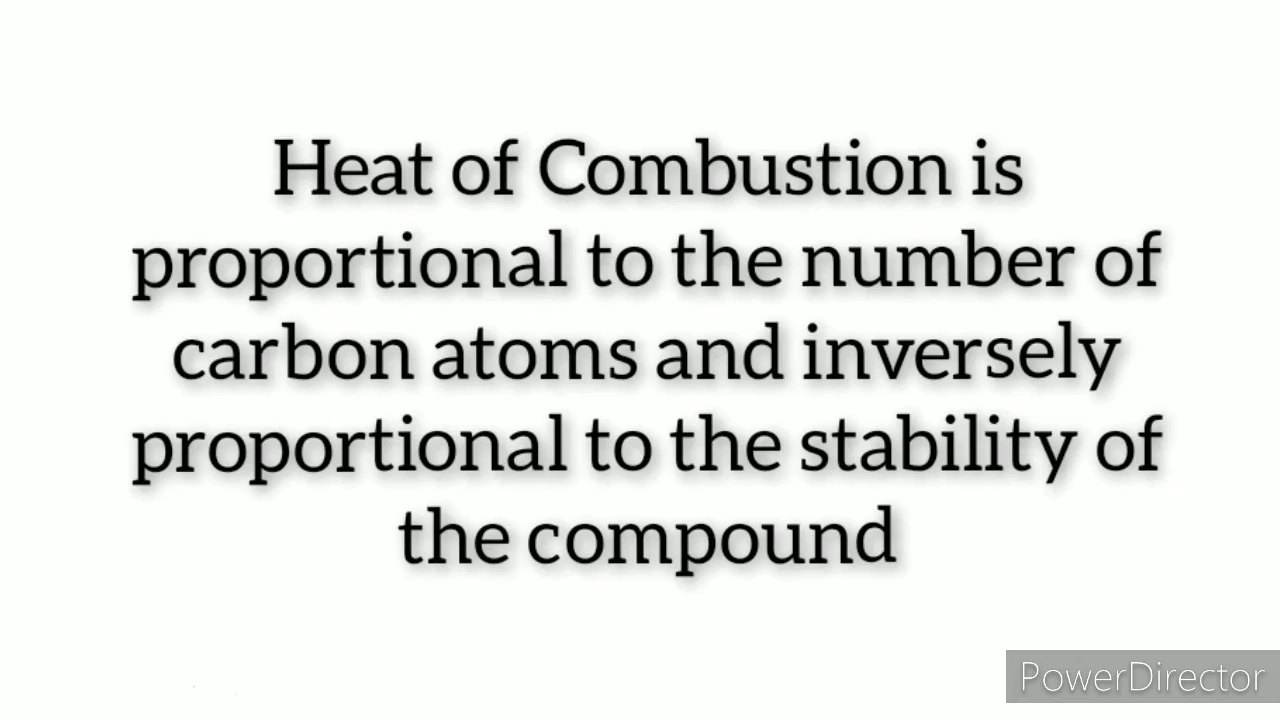 Heat of Combustion is
proportional to the number of
carbon atoms and inversely
proportional to the stability of
the compound
PowerDirector